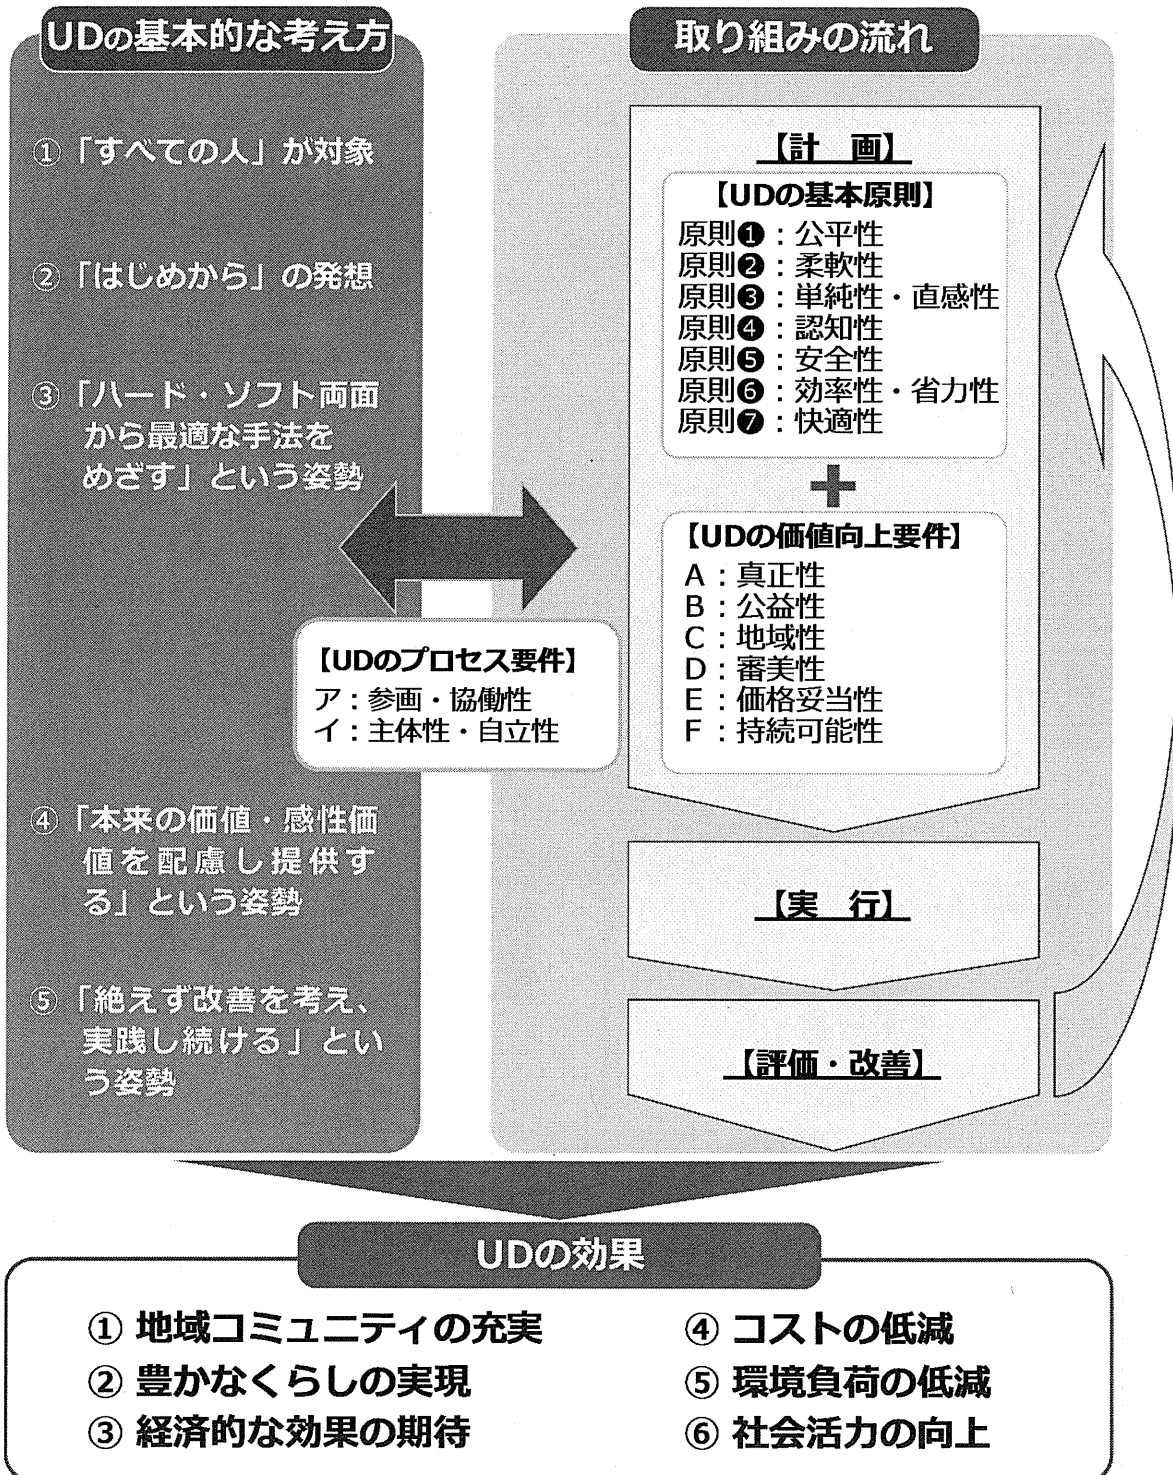 UDの基本的な考え方
①「すべての人」が対象
②「はじめから」の発想
③「ハード・ソフト両面
から最適な手法を
めざす」という姿勢
④「本来の価値・感性価
値を配慮し提供す
る」という姿勢
⑤「絶えず改善を考え、
実践し続ける」とい
う姿勢
【UDのプロセス要件】
ア：参画・協働性
イ：主体性・自立性
取り組みの流れ
【計　画】
【UDの基本原則】
原則❶：公平性
原則❷：柔軟性
原則❸：単純性・直感性
原則❹：認知性
原則❺：安全性
原則❻：効率性・省力性
原則❼：快適性
+
【UDの価値向上要件】
A：真正性
B：公益性
C：地域性
D：審美性
E：価格妥当性
F：持続可能性
【実　行】
【評価・改善】
UDの効果
① 地域コミュニティの充実
② 豊かなくらしの実現
③ 経済的な効果の期待
④ コストの低減
⑤ 環境負荷の低減
⑥ 社会活力の向上